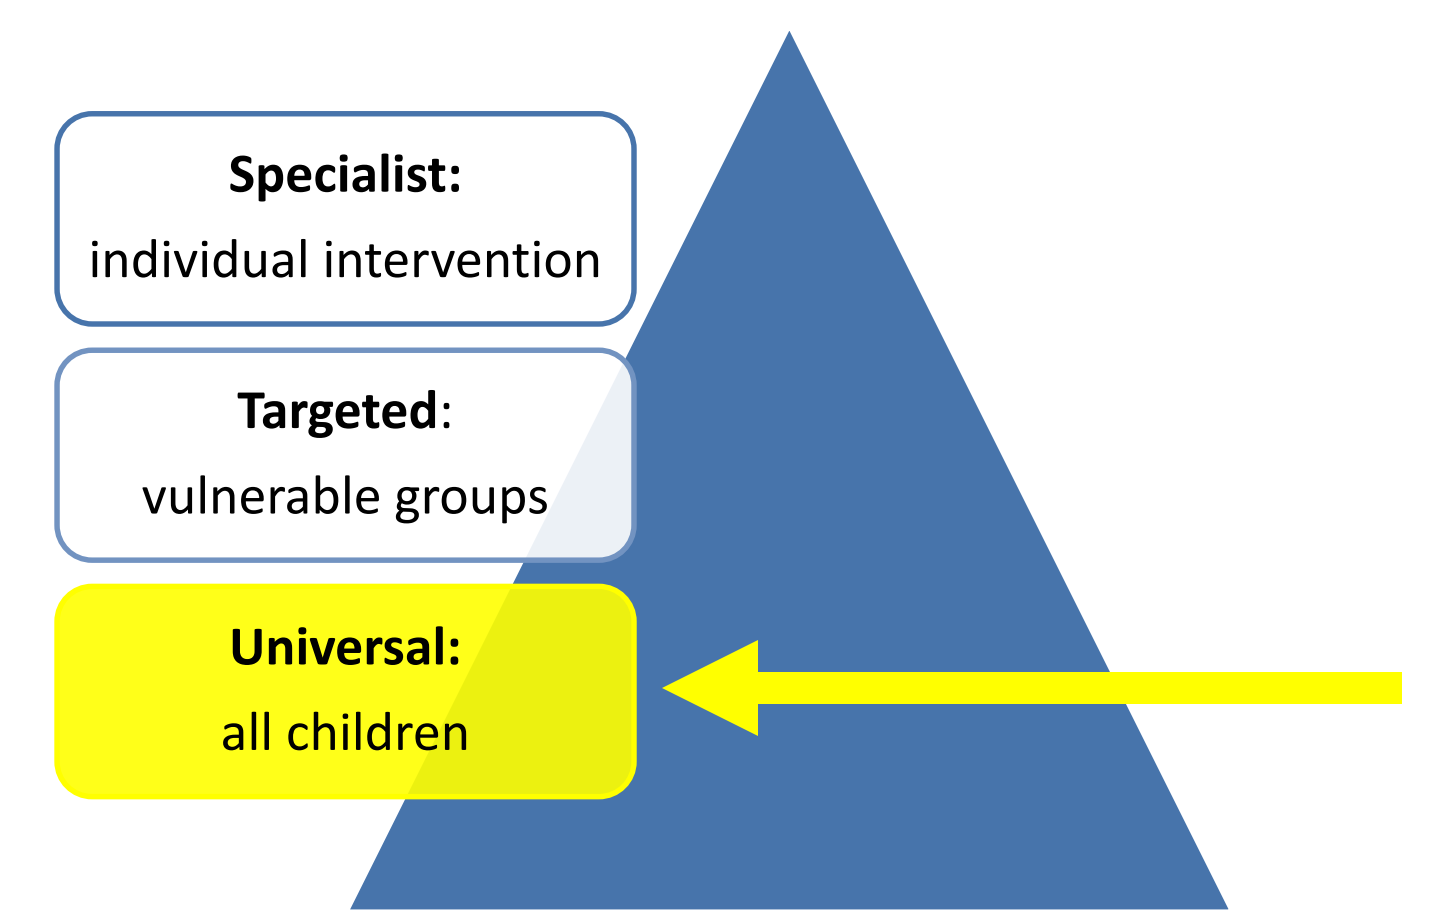 Specialist:
individual intervention
Targeted:
vulnerable groups
Universal:
all children